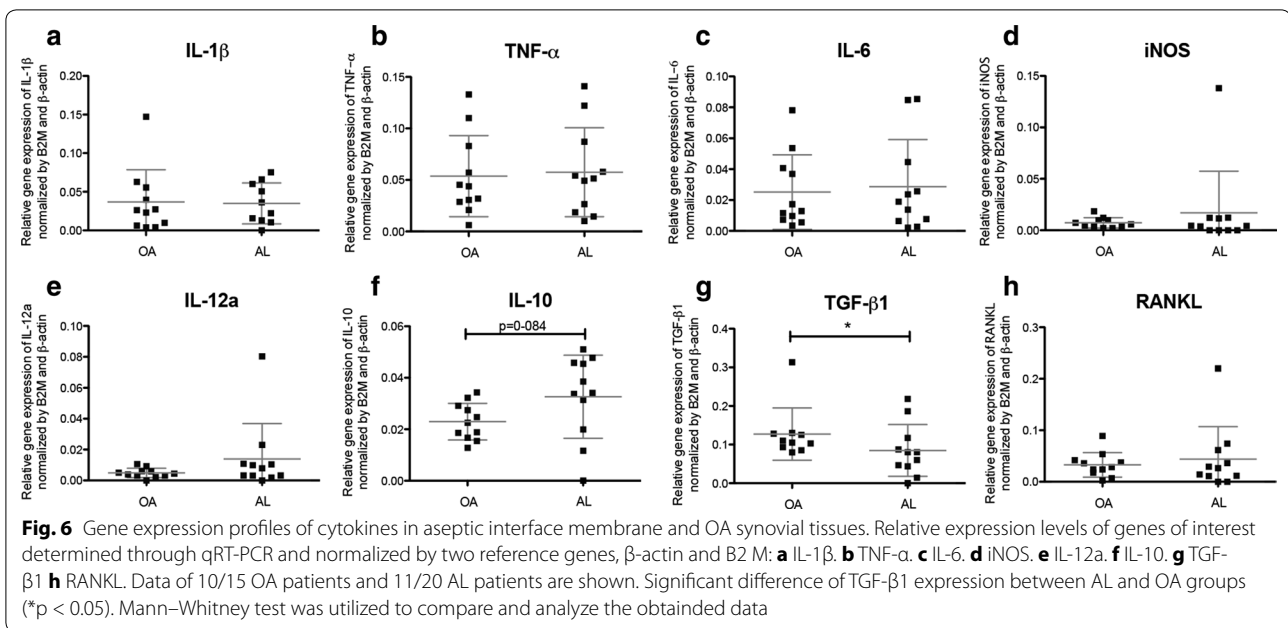 a
IL-1β
Relative gene expression of IL-1β
normalized by B2M and β-actin
0.20
0.15
0.10
0.05
0.00
OA
AL
b
TNF-α
Relative gene expression of TNF-α
normalized by B2M and β-actin
0.15
0.10
0.05
0.00
OA
AL
c
IL-6
Relative gene expression of IL-6
normalized by B2M and β-actin
0.10
0.08
0.06
0.04
0.02
0.00
OA
AL
d
iNOS
Relative gene expression of iNOS
normalized by B2M and β-actin
0.15
0.10
0.05
0.00
OA
AL
e
IL-12a
Relative gene expression of IL-12a
normalized by B2M and β-actin
0.10
0.08
0.06
0.04
0.02
0.00
OA
AL
f
IL-10
Relative gene expression of IL-10
normalized by B2M and β-actin
0.06
0.04
0.02
0.00
p=0-084
OA
AL
g
TGF-β1
Relative gene expression of TGF-β1
normalized by B2M and β-actin
0.4
0.3
0.2
0.1
0.0
*
OA
AL
h
RANKL
Relative gene expression of RANKL
normalized by B2M and β-actin
0.3
0.2
0.1
0.0
OA
AL
Fig. 6 Gene expression profiles of cytokines in aseptic interface membrane and OA synovial tissues. Relative expression levels of genes of interest
determined through qRT-PCR and normalized by two reference genes, β-actin and B2 M: a IL-1β. b TNF-α. c IL-6. d iNOS. e IL-12a. f IL-10. g TGF-
β1 h RANKL. Data of 10/15 OA patients and 11/20 AL patients are shown. Significant difference of TGF-β1 expression between AL and OA groups
(*p < 0.05). Mann–Whitney test was utilized to compare and analyze the obtainded data